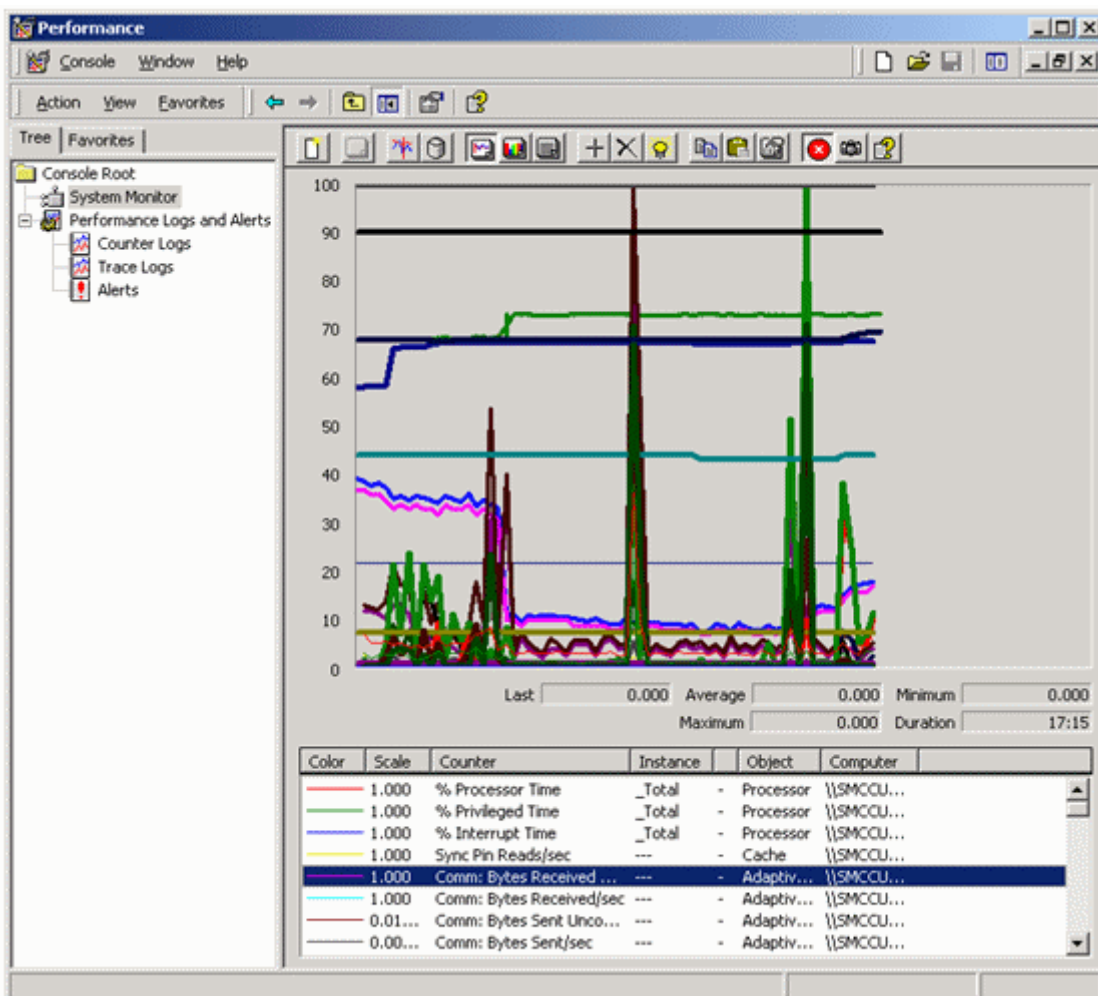 Performance
Console Window Help
Action View Favorites
Tree Favorites
Console Root
System Monitor
Performance Logs and Alerts
Counter Logs
Trace Logs
Alerts
100
90
80
70
60
50
40
30
20
10
0
Last 0.000 Average 0.000 Minimum 0.000
Maximum 0.000 Duration 17:15
Color Scale Counter Instance Object Computer
1.000 % Processor Time _Total - Processor \\SMCCU...
1.000 % Privileged Time _Total - Processor \\SMCCU...
1.000 % Interrupt Time _Total - Processor \\SMCCU...
1.000 Sync Pin Reads/sec --- - Cache \\SMCCU...
1.000 Comm: Bytes Received ... --- - Adaptiv... \\SMCCU...
1.000 Comm: Bytes Received/sec --- - Adaptiv... \\SMCCU...
0.01... Comm: Bytes Sent Unco... --- - Adaptiv... \\SMCCU...
0.00... Comm: Bytes Sent/sec --- - Adaptiv... \\SMCCU...